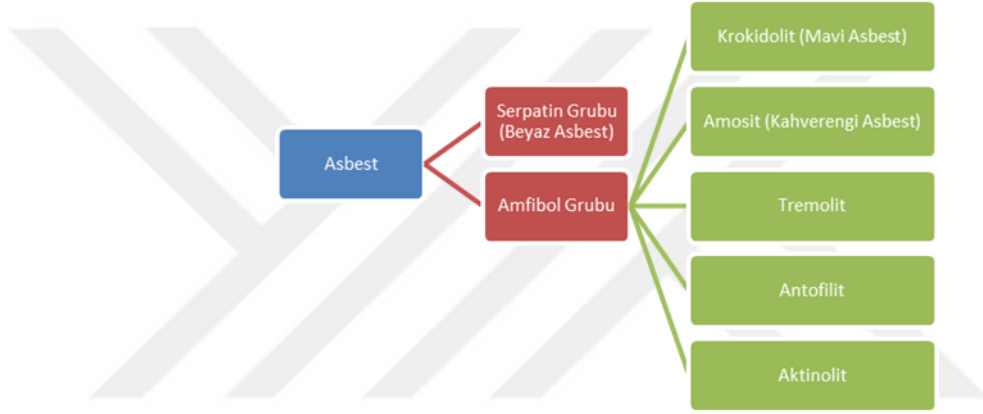 Asbest
Serpatin Grubu
(Beyaz Asbest)
Amfibol Grubu
Krokidolit (Mavi Asbest)
Amosit (Kahverengi Asbest)
Tremolit
Antofilit
Aktinolit